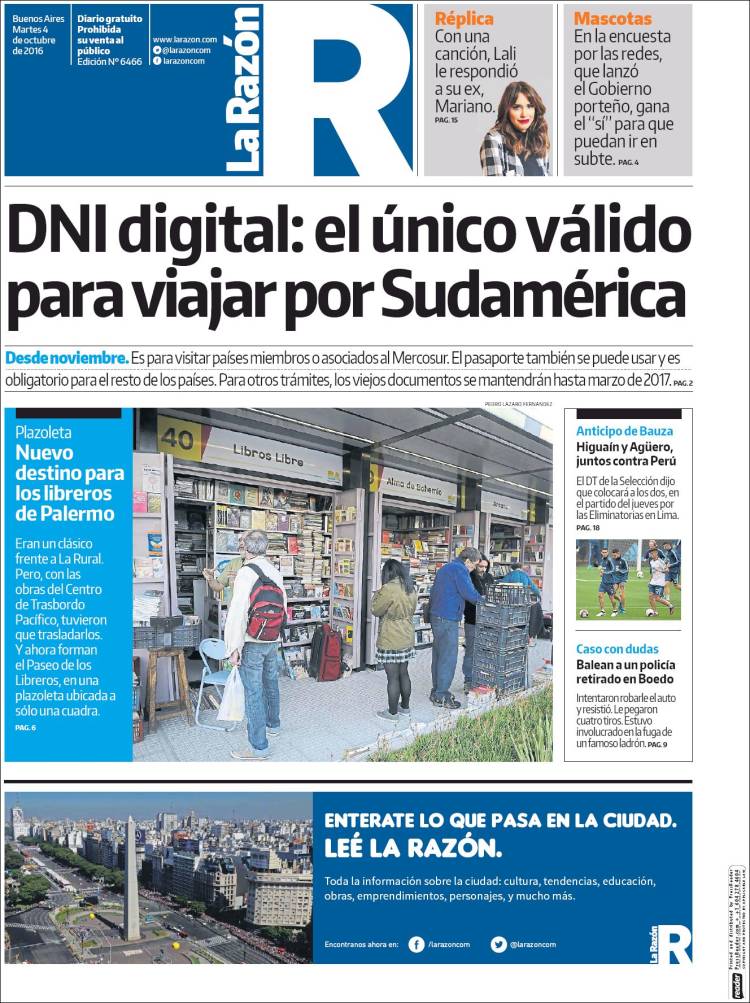 Buenos Aires
Martes 4
de octubre
de 2016
Diario gratuito
Prohibida
su venta al
público
Edición Nº 6466
www.larazon.com
@larazoncom
larazoncom
La Razón
R
Réplica
Con una
canción, Lali
le respondió
a su ex,
Mariano.
PAG. 15
Mascotas
En la encuesta
por las redes,
que lanzó
el Gobierno
porteño, gana
el “sí” para que
puedan ir en
subte. PAG. 4
DNI digital: el único válido
para viajar por Sudamérica
Desde noviembre. Es para visitar países miembros o asociados al Mercosur. El pasaporte también se puede usar y es
obligatorio para el resto de los países. Para otros trámites, los viejos documentos se mantendrán hasta marzo de 2017. PAG. 2
PEDRO LAZARO FERNANDEZ
Plazoleta
Nuevo
destino para
los libreros
de Palermo
Eran un clásico
frente a La Rural.
Pero, con las
obras del Centro
de Trasbordo
Pacífico, tuvieron
que trasladarlos.
Y ahora forman
el Paseo de los
Libreros, en una
plazoleta ubicada a
sólo una cuadra.
PAG. 6
40
Libros Libre
Alma de Bohemio
Anticipo de Bauza
Higuaín y Agüero,
juntos contra Perú
El DT de la Selección dijo
que colocará a los dos, en
el partido del jueves por
las Eliminatorias en Lima.
PAG. 18
Caso con dudas
Balean a un policía
retirado en Boedo
Intentaron robarle el auto
y resistió. Le pegaron
cuatro tiros. Estuvo
involucrado en la fuga de
un famoso ladrón. PAG. 9
ENTERATE LO QUE PASA EN LA CIUDAD.
LEÉ LA RAZÓN.
Toda la información sobre la ciudad: cultura, tendencias, educación,
obras, emprendimientos, personajes, y mucho más.
Encontranos ahora en:
/larazoncom
@larazoncom
La Razón
R
Printed and distributed by PressReader